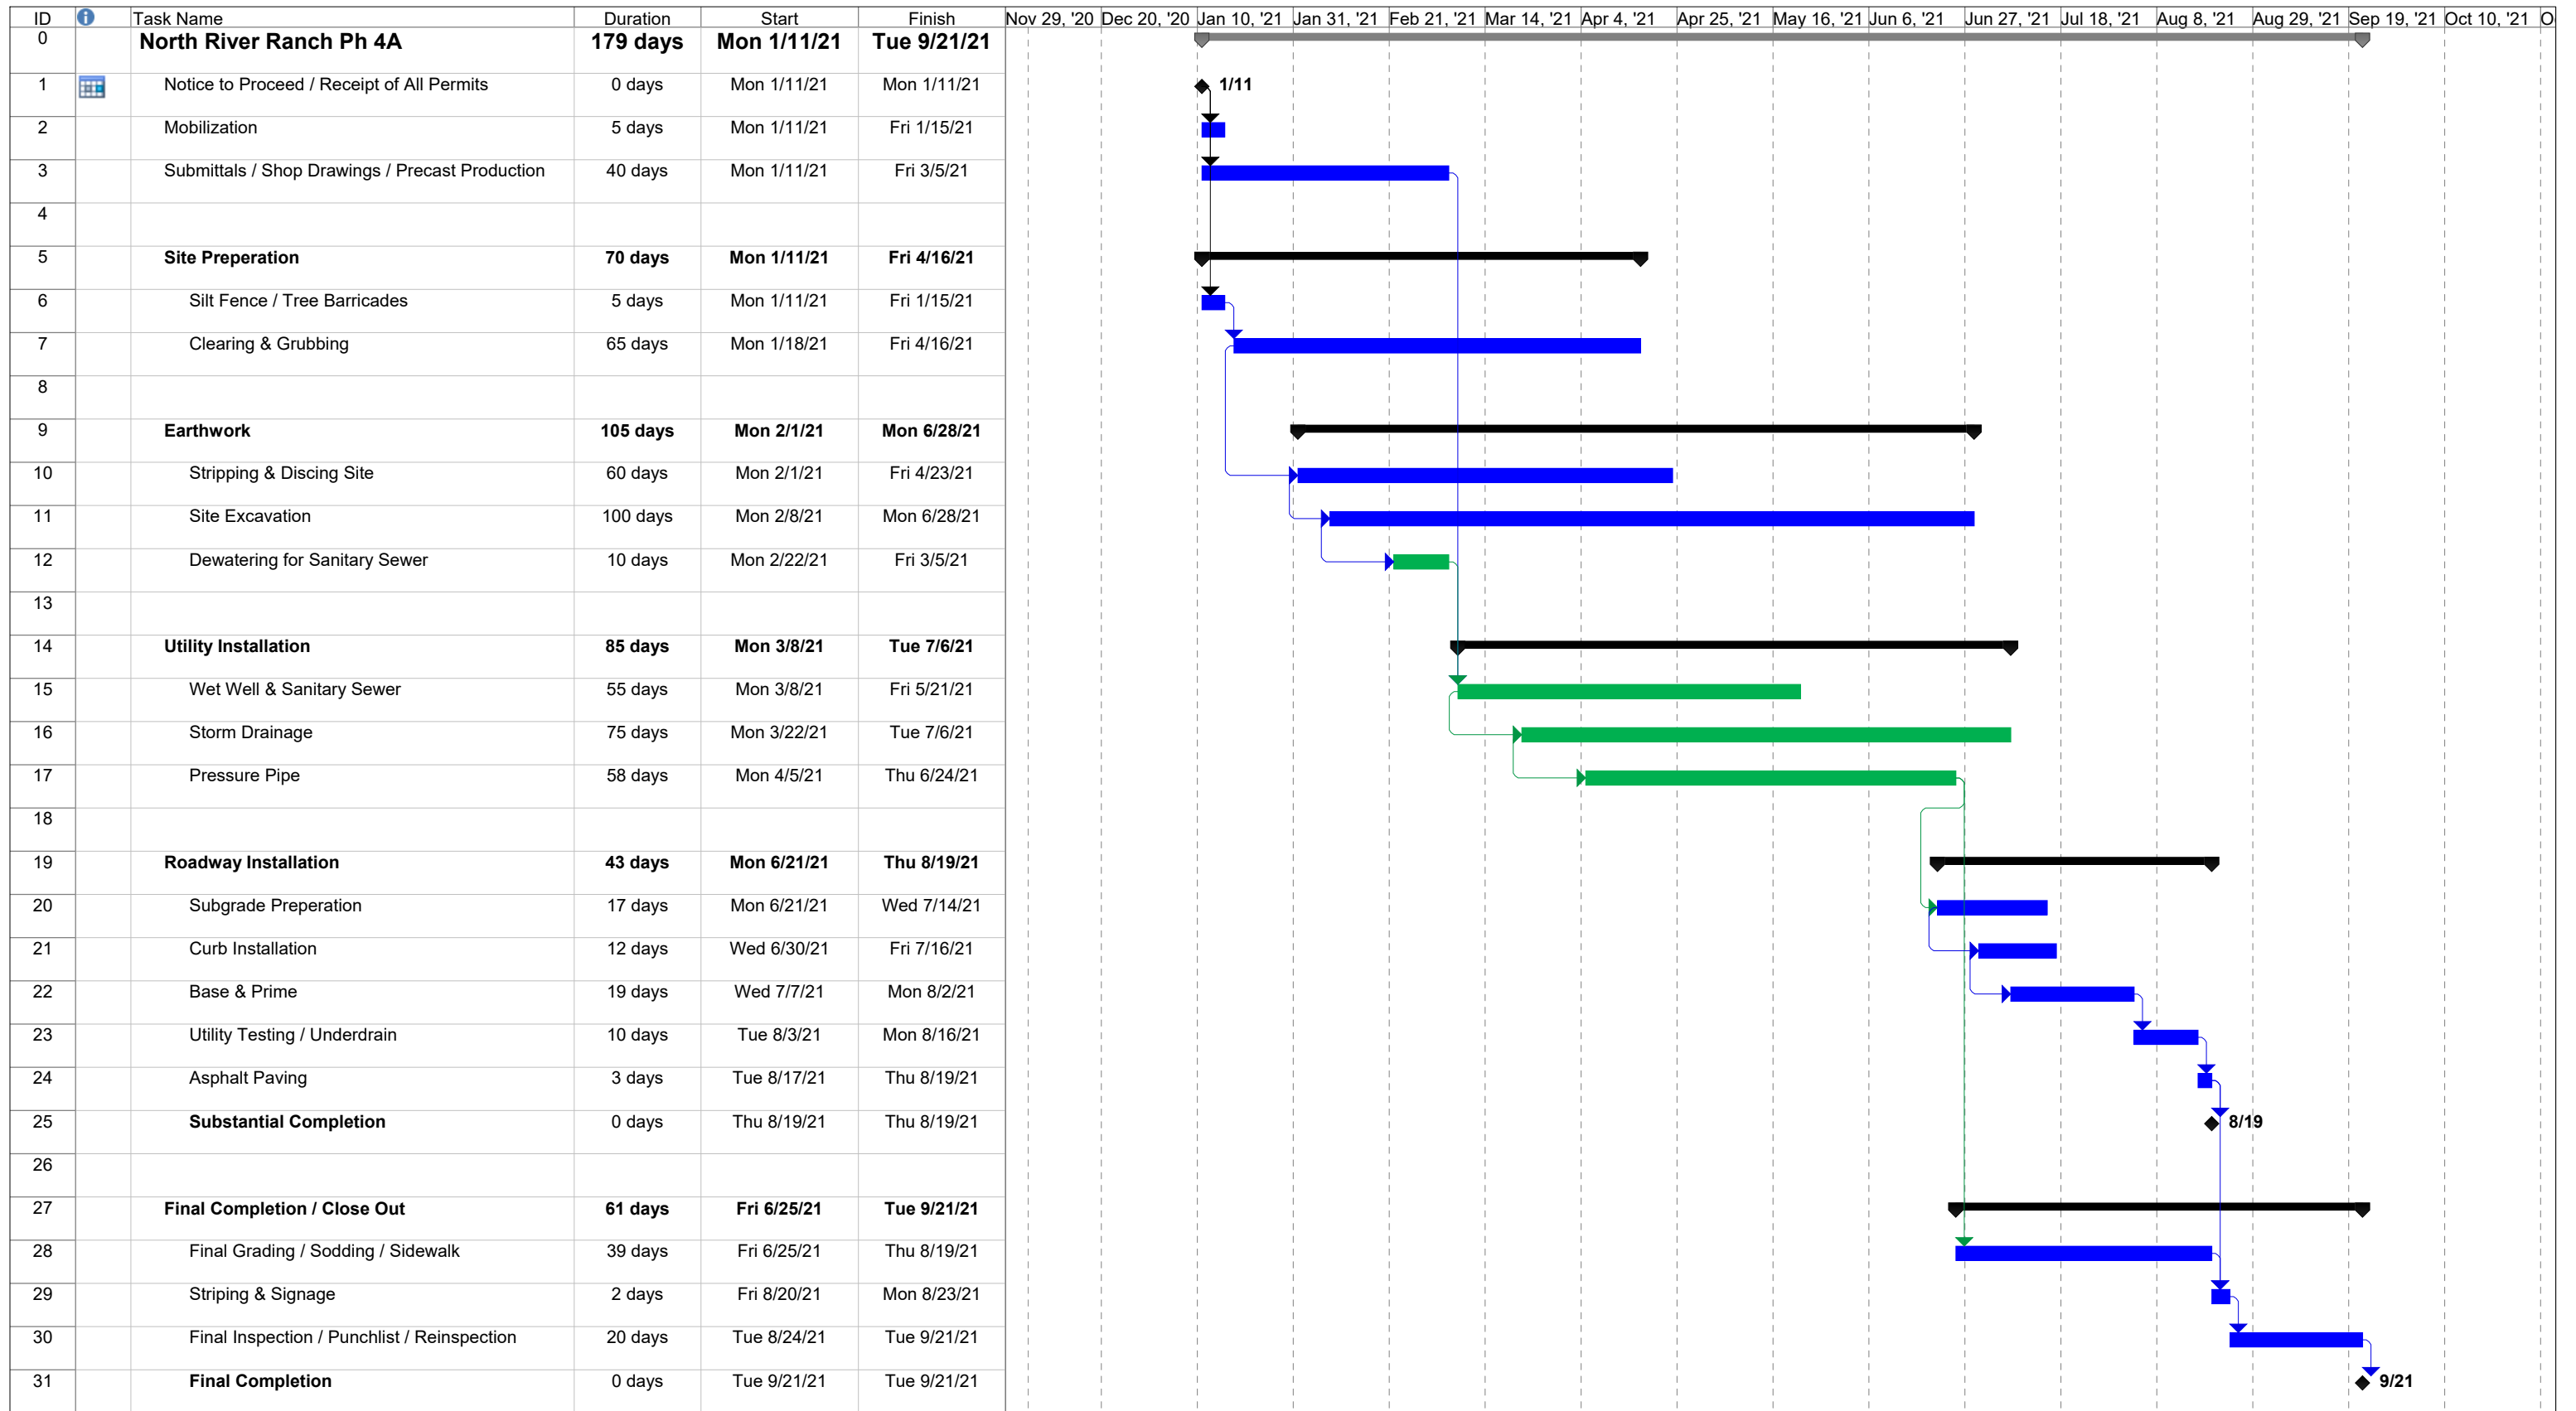 ID Task Name Duration Start Finish Nov 29, '20 Dec 20, '20 Jan 10, '21 Jan 31, '21 Feb 21, '21 Mar 14, '21 Apr 4, '21 Apr 25, '21 May 16, '21 Jun 6, '21 Jun 27, '21 Jul 18, '21 Aug 8, '21 Aug 29, '21 Sep 19, '21 Oct 10, '21 O
0 North River Ranch Ph 4A 179 days Mon 1/11/21 Tue 9/21/21
1 Notice to Proceed / Receipt of All Permits 0 days Mon 1/11/21 Mon 1/11/21 1/11
2 Mobilization 5 days Mon 1/11/21 Fri 1/15/21
3 Submittals / Shop Drawings / Precast Production 40 days Mon 1/11/21 Fri 3/5/21
4
5 Site Preperation 70 days Mon 1/11/21 Fri 4/16/21
6 Silt Fence / Tree Barricades 5 days Mon 1/11/21 Fri 1/15/21
7 Clearing & Grubbing 65 days Mon 1/18/21 Fri 4/16/21
8
9 Earthwork 105 days Mon 2/1/21 Mon 6/28/21
10 Stripping & Discing Site 60 days Mon 2/1/21 Fri 4/23/21
11 Site Excavation 100 days Mon 2/8/21 Mon 6/28/21
12 Dewatering for Sanitary Sewer 10 days Mon 2/22/21 Fri 3/5/21
13
14 Utility Installation 85 days Mon 3/8/21 Tue 7/6/21
15 Wet Well & Sanitary Sewer 55 days Mon 3/8/21 Fri 5/21/21
16 Storm Drainage 75 days Mon 3/22/21 Tue 7/6/21
17 Pressure Pipe 58 days Mon 4/5/21 Thu 6/24/21
18
19 Roadway Installation 43 days Mon 6/21/21 Thu 8/19/21
20 Subgrade Preperation 17 days Mon 6/21/21 Wed 7/14/21
21 Curb Installation 12 days Wed 6/30/21 Fri 7/16/21
22 Base & Prime 19 days Wed 7/7/21 Mon 8/2/21
23 Utility Testing / Underdrain 10 days Tue 8/3/21 Mon 8/16/21
24 Asphalt Paving 3 days Tue 8/17/21 Thu 8/19/21
25 Substantial Completion 0 days Thu 8/19/21 Thu 8/19/21 8/19
26
27 Final Completion / Close Out 61 days Fri 6/25/21 Tue 9/21/21
28 Final Grading / Sodding / Sidewalk 39 days Fri 6/25/21 Thu 8/19/21
29 Striping & Signage 2 days Fri 8/20/21 Mon 8/23/21
30 Final Inspection / Punchlist / Reinspection 20 days Tue 8/24/21 Tue 9/21/21
31 Final Completion 0 days Tue 9/21/21 Tue 9/21/21 9/21